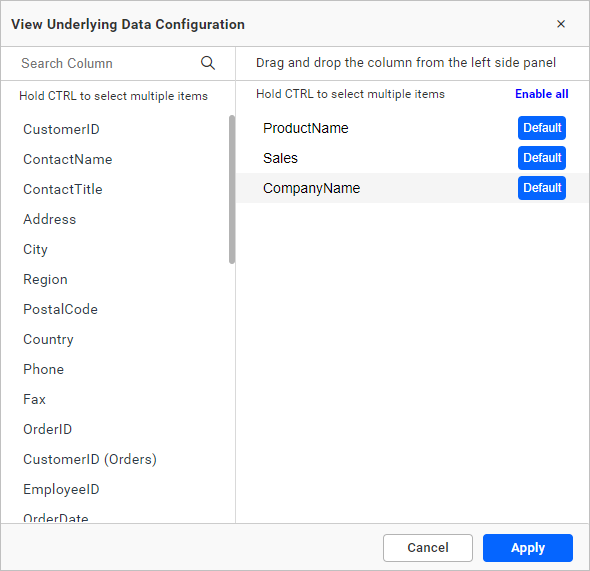 View Underlying Data Configuration
Search Column
Drag and drop the column from the left side panel
Hold CTRL to select multiple items
Hold CTRL to select multiple items Enable all
CustomerID
ContactName
ContactTitle
Address
City
Region
PostalCode
Country
Phone
Fax
OrderID
CustomerID (Orders)
EmployeeID
OrderDate
ProductName Default
Sales Default
CompanyName Default
Cancel Apply